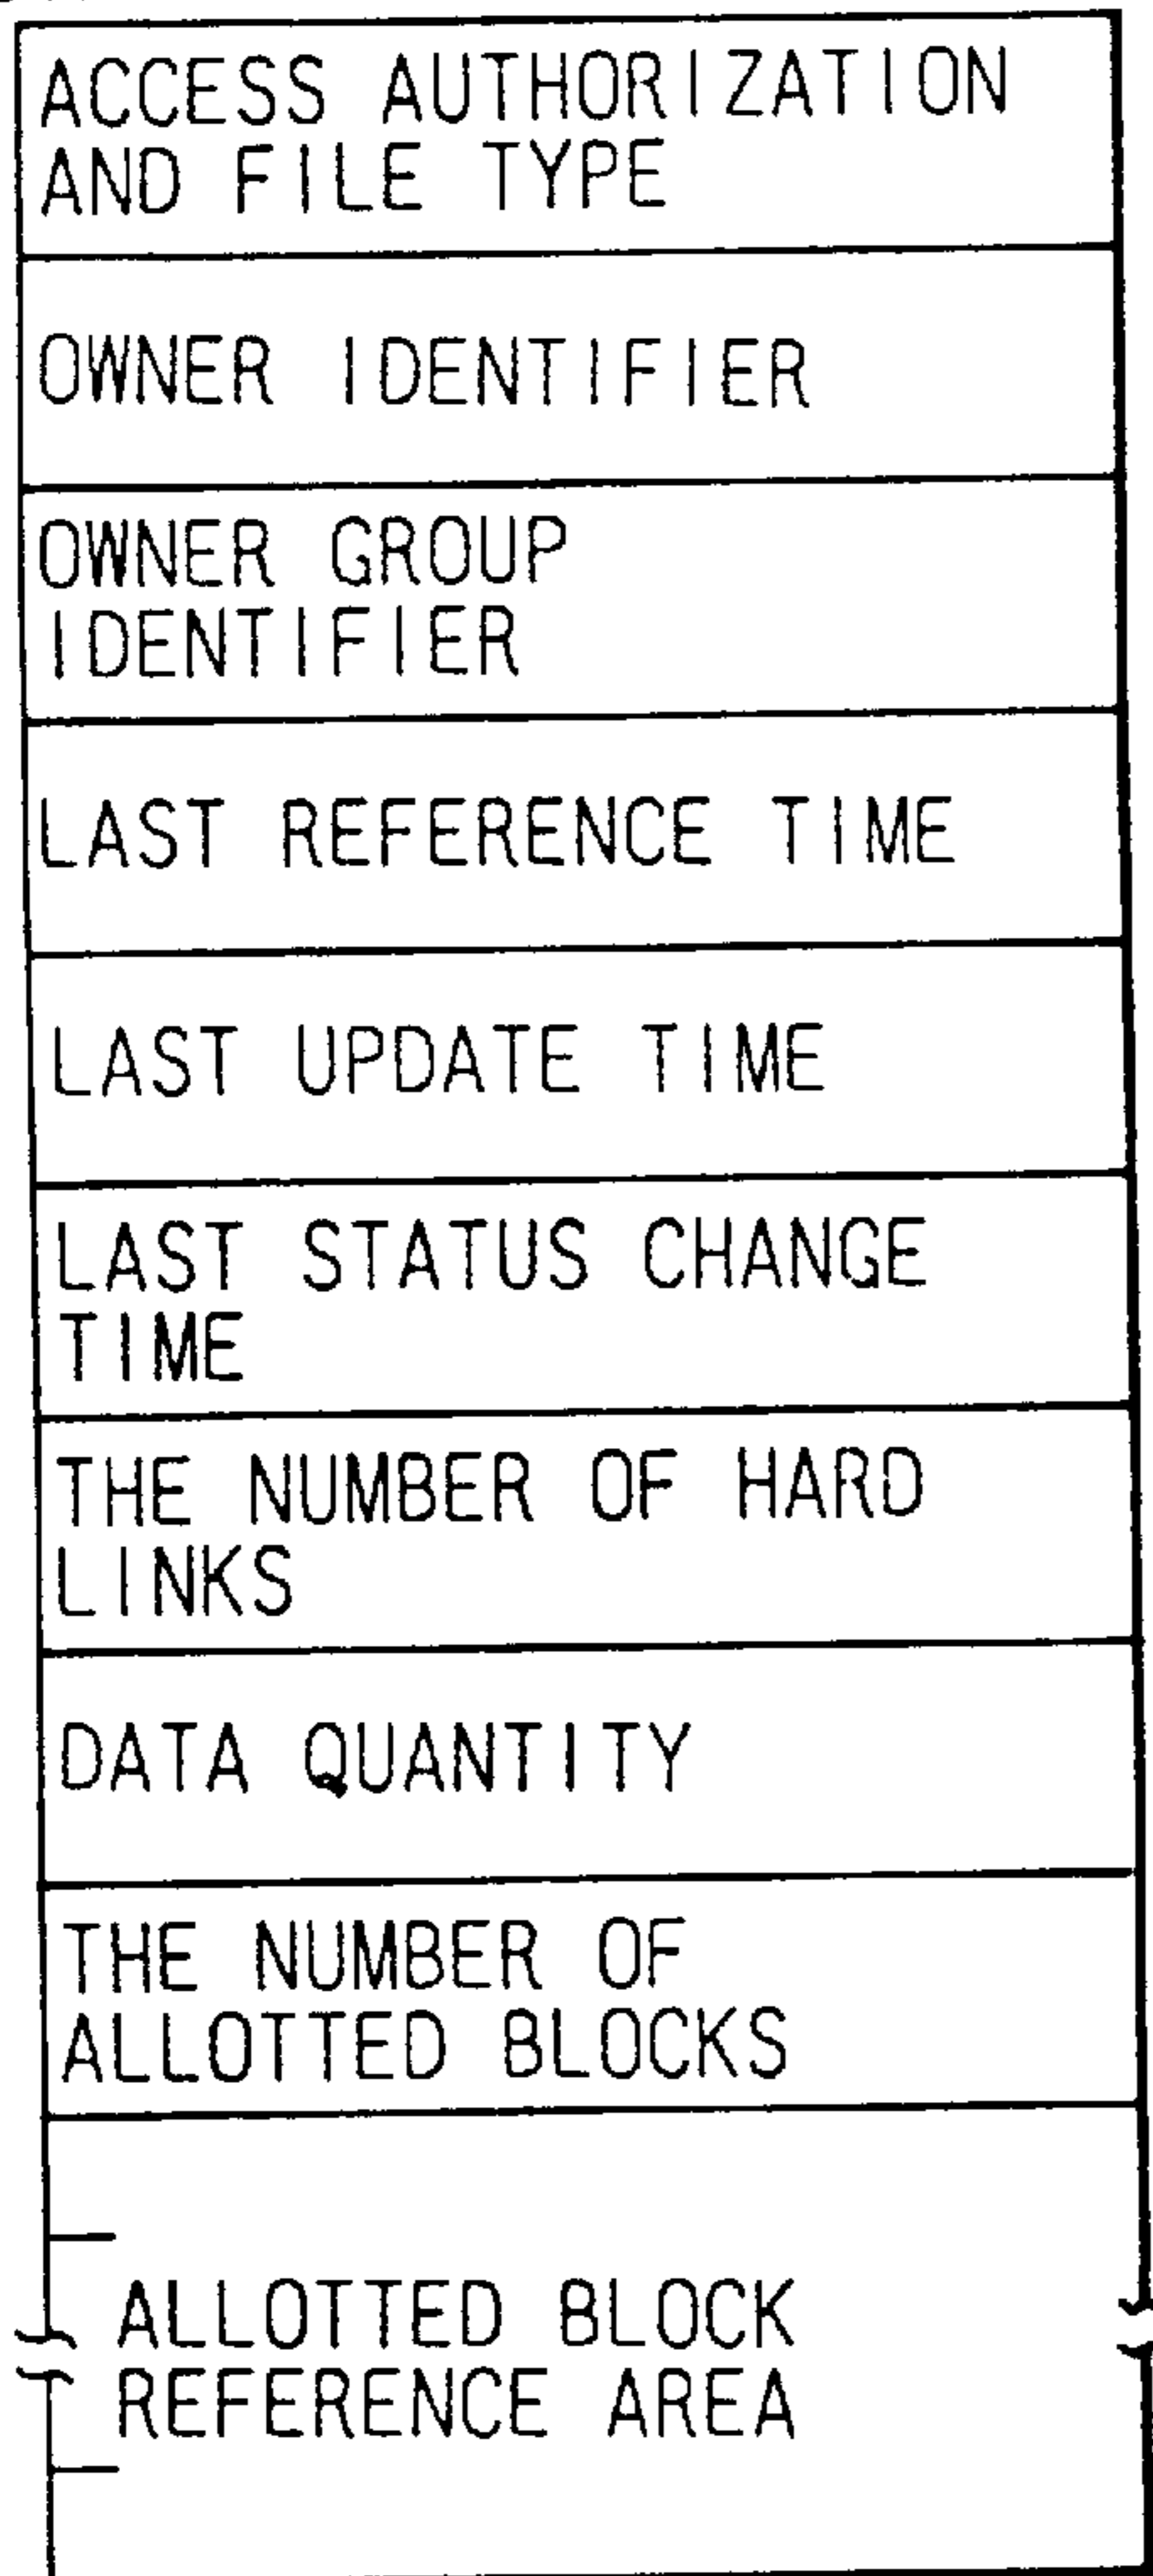 ACCESS AUTHORIZATION
AND FILE TYPE
OWNER IDENTIFIER
OWNER GROUP
IDENTIFIER
LAST REFERENCE TIME
LAST UPDATE TIME
LAST STATUS CHANGE
TIME
THE NUMBER OF HARD
LINKS
DATA QUANTITY
THE NUMBER OF
ALLOTTED BLOCKS
ALLOTTED BLOCK
REFERENCE AREA